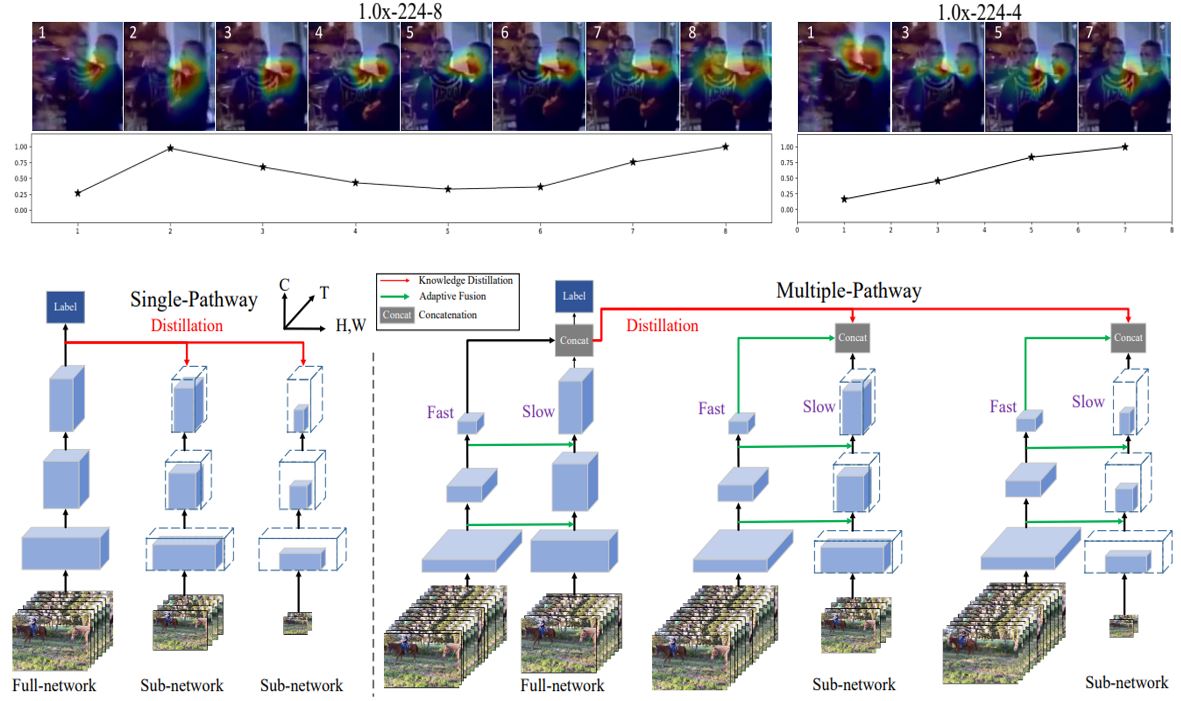 1.0x-224-8
1.0x-224-4
1 2 3 4 5 6 7 8
1 3 5 7
1.00
0.75
0.50
0.25
0.00
1 2 3 4 5 6 7 8
1.00
0.75
0.50
0.25
0.00
0 1 2 3 4 5 6 7 8
Label
Single-Pathway
Distillation
C
T
H,W
Knowledge Distillation
Adaptive Fusion
Concat Concatenation
Label
Multiple-Pathway
Concat
Distillation
Concat
Concat
Fast
Slow
Fast
Slow
Fast
Slow
Full-network
Sub-network
Sub-network
Full-network
Sub-network
Sub-network